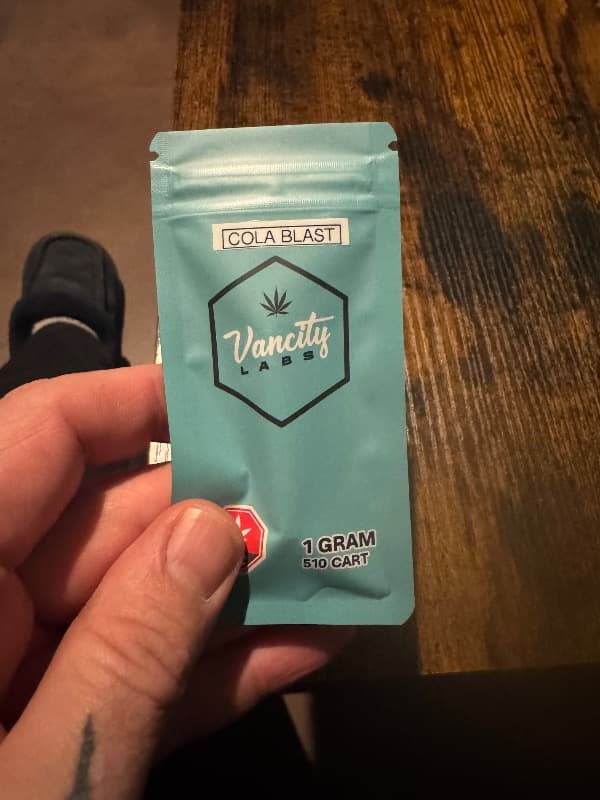 COLA BLAST
Vancity
LABS
1 GRAM
510 CART